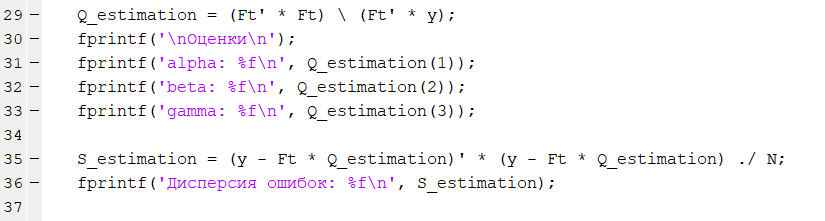 29 — Q_estimation = (Ft' * Ft) \ (Ft' * y);
30 — fprintf('\nОценки\n');
31 — fprintf('alpha: %f\n', Q_estimation(1));
32 — fprintf('beta: %f\n', Q_estimation(2));
33 — fprintf('gamma: %f\n', Q_estimation(3));
34
35 — S_estimation = (y - Ft * Q_estimation)' * (y - Ft * Q_estimation) ./ N;
36 — fprintf('Дисперсия ошибок: %f\n', S_estimation);
37